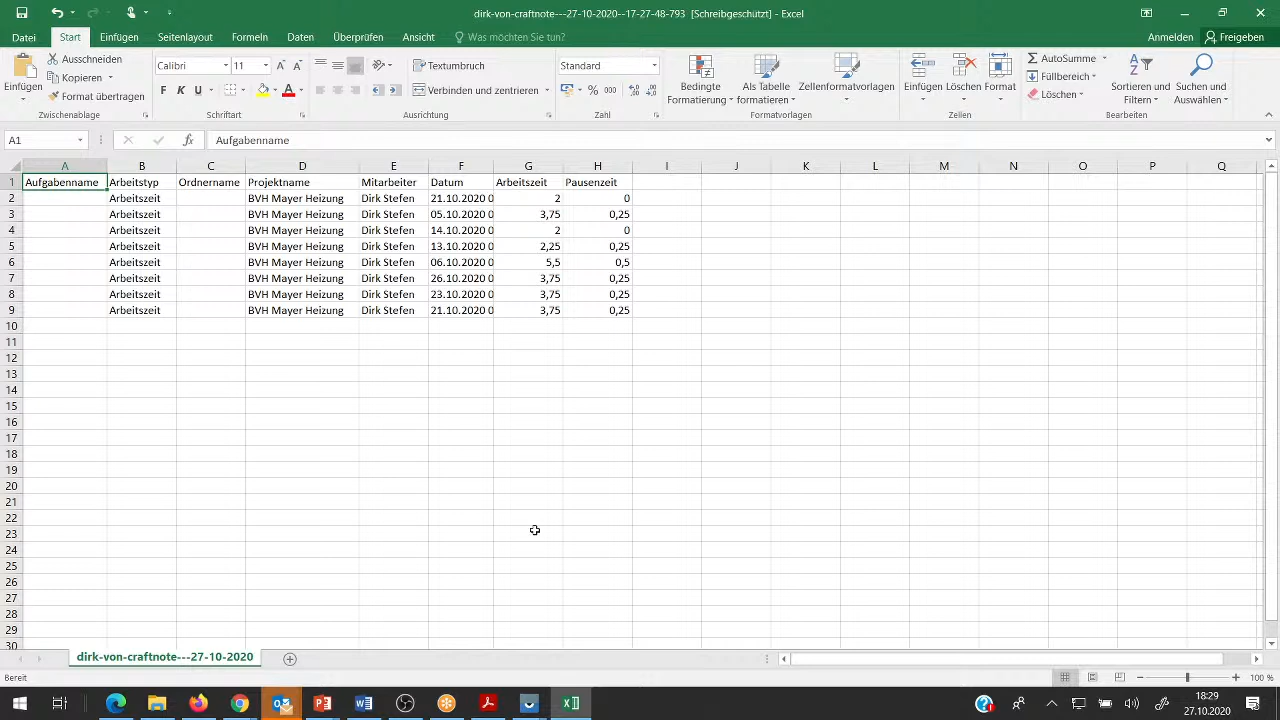 dirk-von-craftnote---27-10-2020--17-27-48-793 [Schreibgeschützt] - Excel
Datei Start Einfügen Seitenlayout Formeln Daten Überprüfen Ansicht Was möchten Sie tun? Anmelden Freigeben
Einfügen
Ausschneiden
Kopieren
Format übertragen
Zwischenablage
Calibri 11
F K U
Schriftart
Textumbruch
Verbinden und zentrieren
Ausrichtung
Standard
% 000
Zahl
Bedingte Formatierung
Als Tabelle formatieren
Zellenformatvorlagen
Formatvorlagen
Einfügen Löschen Format
Zellen
AutoSumme
Füllbereich
Löschen
Sortieren und Filtern
Suchen und Auswählen
Bearbeiten
A1 fx Aufgabenname
A B C D E F G H I J K L M N O P Q
1 Aufgabenname Arbeitstyp Ordnername Projektname Mitarbeiter Datum Arbeitszeit Pausenzeit
2 Arbeitszeit BVH Mayer Heizung Dirk Stefen 21.10.2020 0 2 0
3 Arbeitszeit BVH Mayer Heizung Dirk Stefen 05.10.2020 0 3,75 0,25
4 Arbeitszeit BVH Mayer Heizung Dirk Stefen 14.10.2020 0 2 0
5 Arbeitszeit BVH Mayer Heizung Dirk Stefen 13.10.2020 0 2,25 0,25
6 Arbeitszeit BVH Mayer Heizung Dirk Stefen 06.10.2020 0 5,5 0,5
7 Arbeitszeit BVH Mayer Heizung Dirk Stefen 26.10.2020 0 3,75 0,25
8 Arbeitszeit BVH Mayer Heizung Dirk Stefen 23.10.2020 0 3,75 0,25
9 Arbeitszeit BVH Mayer Heizung Dirk Stefen 21.10.2020 0 3,75 0,25
10
11
12
13
14
15
16
17
18
19
20
21
22
23
24
25
26
27
28
29
30
dirk-von-craftnote---27-10-2020
Bereit 100 %
18:29
27.10.2020